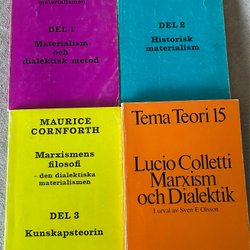 materialismen
DEL 1
Materialism
och
dialektisk metod
DEL 2
Historisk
materialism
MAURICE
CORNFORTH
Marxismens
filosofi
– den dialektiska
materialismen
DEL 3
Kunskapsteorin
Tema Teori 15
Lucio Colletti
Marxism
och Dialektik
I urval av Sven E Olsson